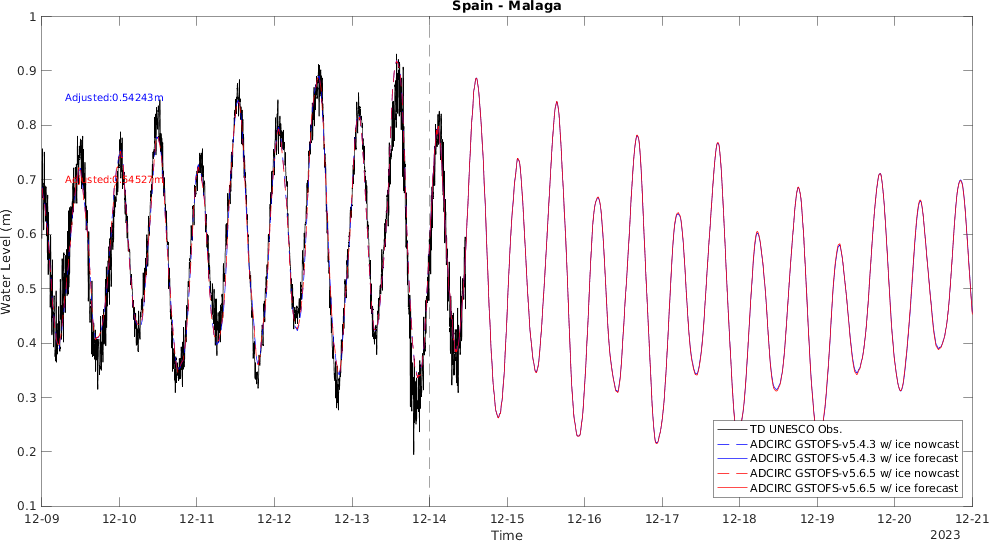 Spain - Malaga
1
0.9
0.8
0.7
0.6
0.5
0.4
0.3
0.2
0.1
Water Level (m)
Adjusted:0.54243m
Adjusted:0.54527m
TD UNESCO Obs.
ADCIRC GSTOFS-v5.4.3 w/ ice nowcast
ADCIRC GSTOFS-v5.4.3 w/ ice forecast
ADCIRC GSTOFS-v5.6.5 w/ ice nowcast
ADCIRC GSTOFS-v5.6.5 w/ ice forecast
12-09 12-10 12-11 12-12 12-13 12-14 12-15 12-16 12-17 12-18 12-19 12-20 12-21
Time
2023